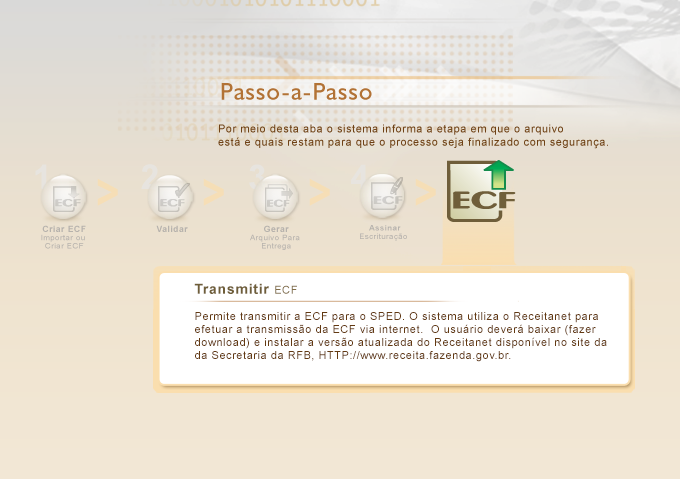 01010101110001
Passo-a-Passo
0101
Por meio desta aba o sistema informa a etapa em que o arquivo
está e quais restam para que o processo seja finalizado com segurança.
1 2 3 4
ECF ECF ECF ECF ECF
Criar ECF
Importar ou
Criar ECF
Validar
Gerar
Arquivo Para
Entrega
Assinar
Escrituração
Transmitir ECF
Permite transmitir a ECF para o SPED. O sistema utiliza o Receitanet para
efetuar a transmissão da ECF via internet.  O usuário deverá baixar (fazer
download) e instalar a versão atualizada do Receitanet disponível no site da
da Secretaria da RFB, HTTP://www.receita.fazenda.gov.br.